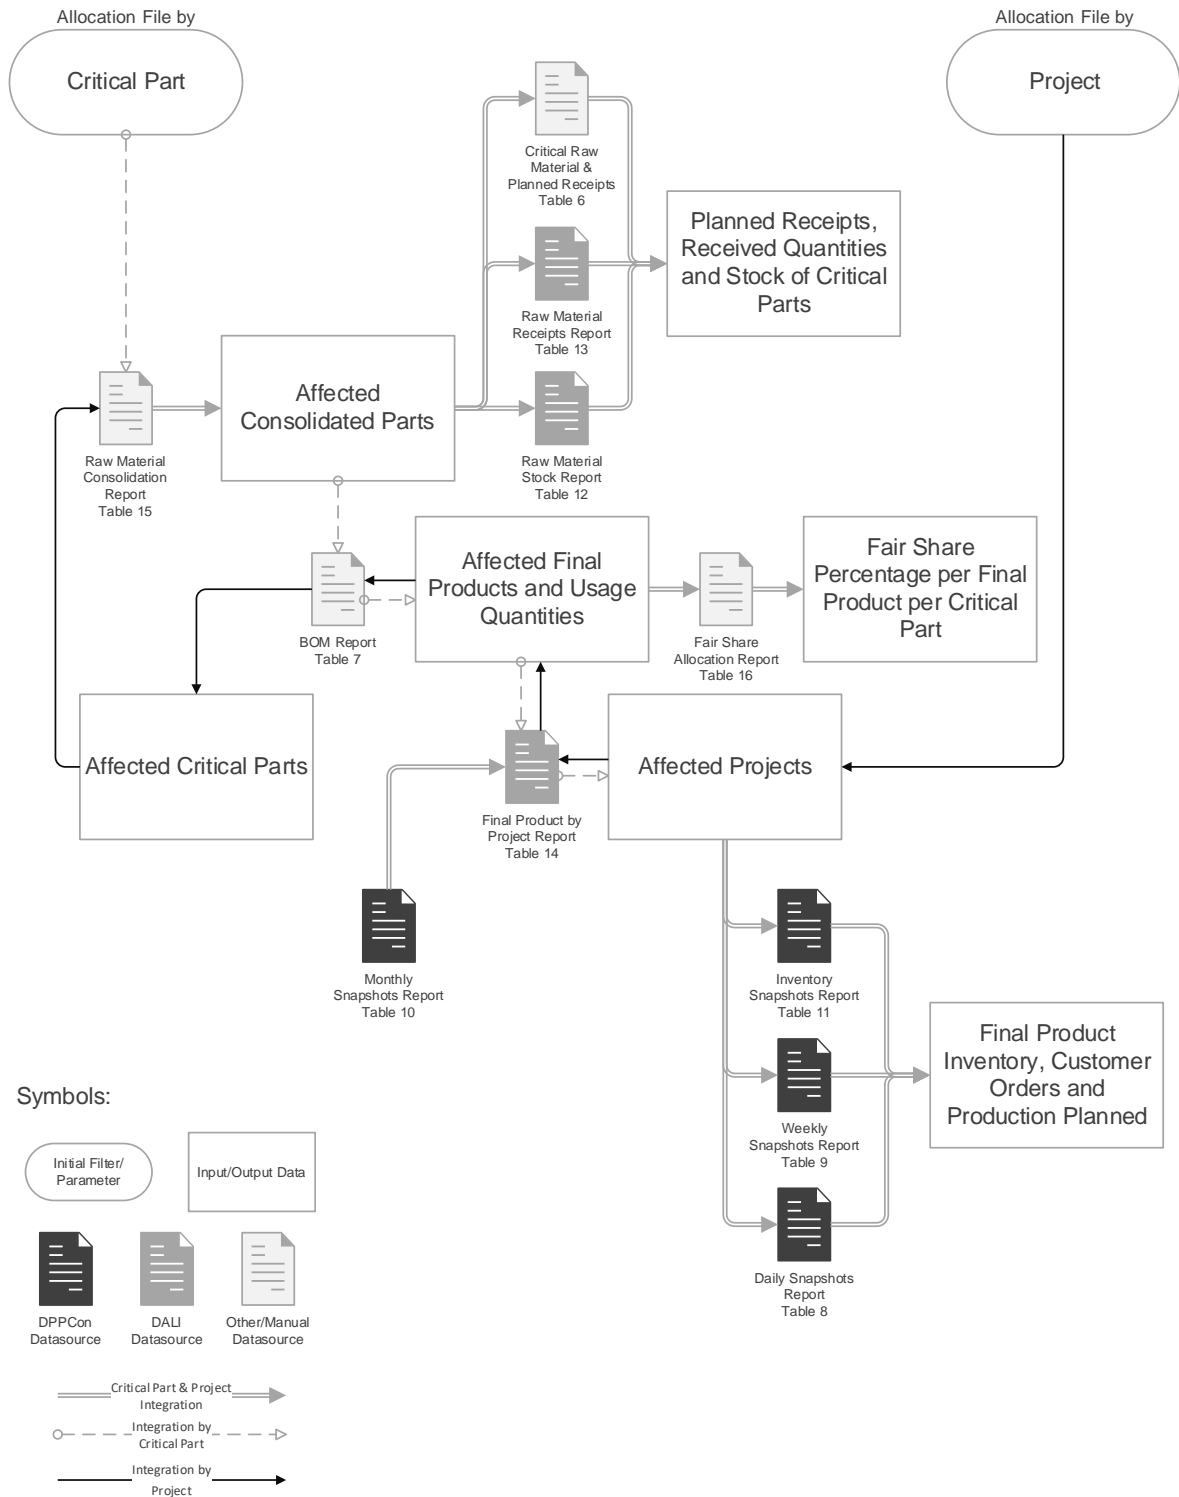 Allocation File by
Critical Part
Allocation File by
Project
Critical Raw
Material &
Planned Receipts
Table 6
Planned Receipts,
Received Quantities
and Stock of Critical
Parts
Raw Material
Receipts Report
Table 13
Affected
Consolidated Parts
Raw Material
Consolidation
Report
Table 15
Raw Material
Stock Report
Table 12
Affected Final
Products and Usage
Quantities
Fair Share
Percentage per Final
Product per Critical
Part
BOM Report
Table 7
Fair Share
Allocation Report
Table 16
Affected Critical Parts
Affected Projects
Final Product by
Project Report
Table 14
Monthly
Snapshots Report
Table 10
Inventory
Snapshots Report
Table 11
Final Product
Inventory, Customer
Orders and
Production Planned
Weekly
Snapshots Report
Table 9
Daily Snapshots
Report
Table 8
Symbols:
Initial Filter/
Parameter
Input/Output Data
DPPCon
Datasource
DALI
Datasource
Other/Manual
Datasource
Critical Part & Project
Integration
Integration by
Critical Part
Integration by
Project